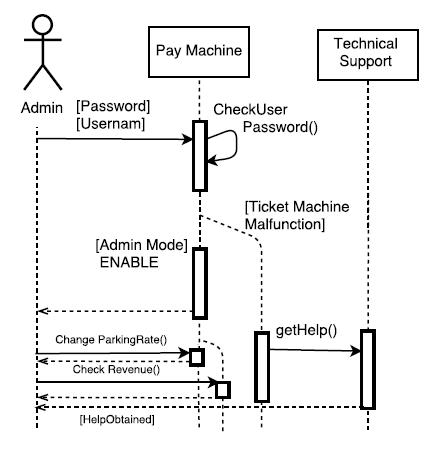 Pay Machine
Technical
Support
Admin
[Password]
[Usernam]
CheckUser
Password()
[Ticket Machine
Malfunction]
[Admin Mode]
ENABLE
getHelp()
Change ParkingRate()
Check Revenue()
[HelpObtained]